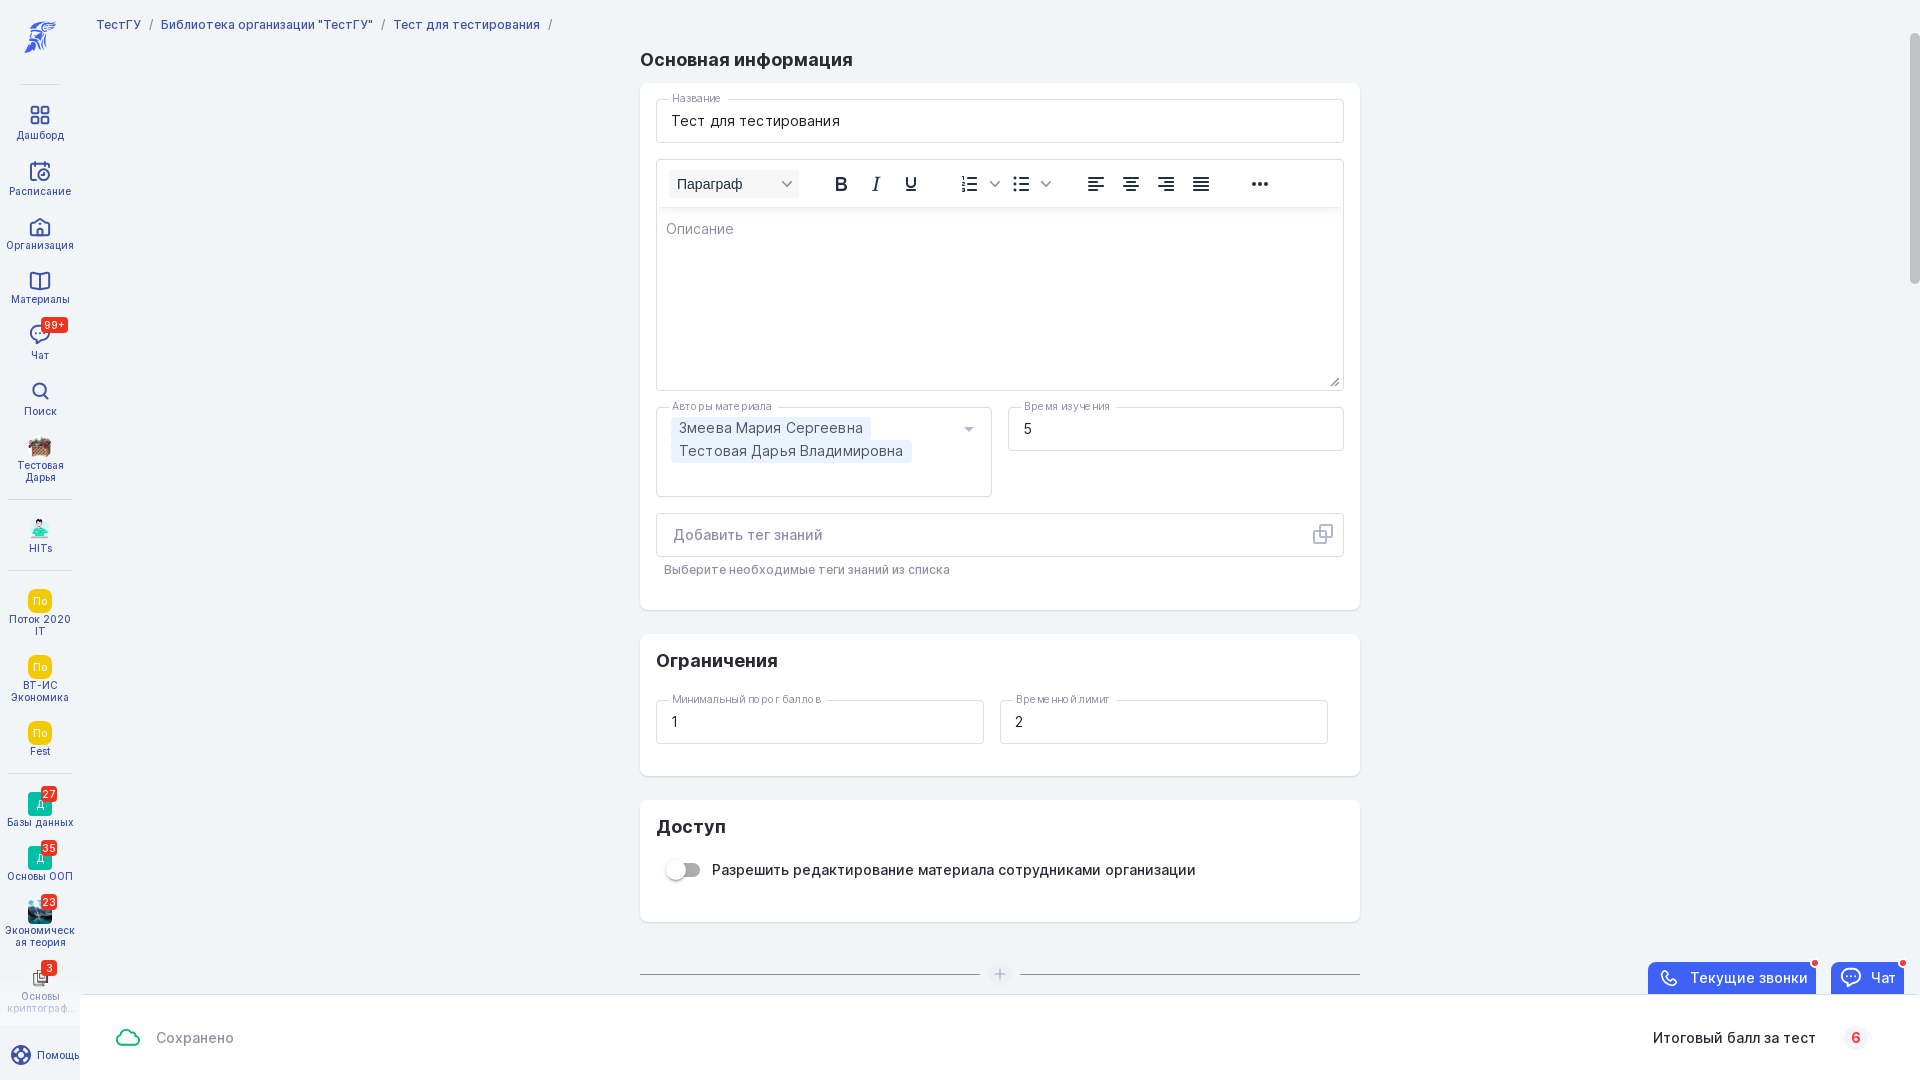 ТестГУ / Библиотека организации "ТестГУ" / Тест для тестирования /
Дашборд
Расписание
Организация
Материалы
99+
Чат
Поиск
Тестовая
Дарья
HITs
По
Поток 2020
IT
По
ВТ-ИС
Экономика
По
Fest
27
Д
Базы данных
35
Д
Основы ООП
23
Экономическ
ая теория
3
Основы
криптограф...
Помощь
Основная информация
Название
Тест для тестирования
Параграф
Описание
Авторы материала
Змеева Мария Сергеевна
Тестовая Дарья Владимировна
Время изучения
5
Добавить тег знаний
Выберите необходимые теги знаний из списка
Ограничения
Минимальный порог баллов
1
Временной лимит
2
Доступ
Разрешить редактирование материала сотрудниками организации
Текущие звонки
Чат
Сохранено
Итоговый балл за тест 6